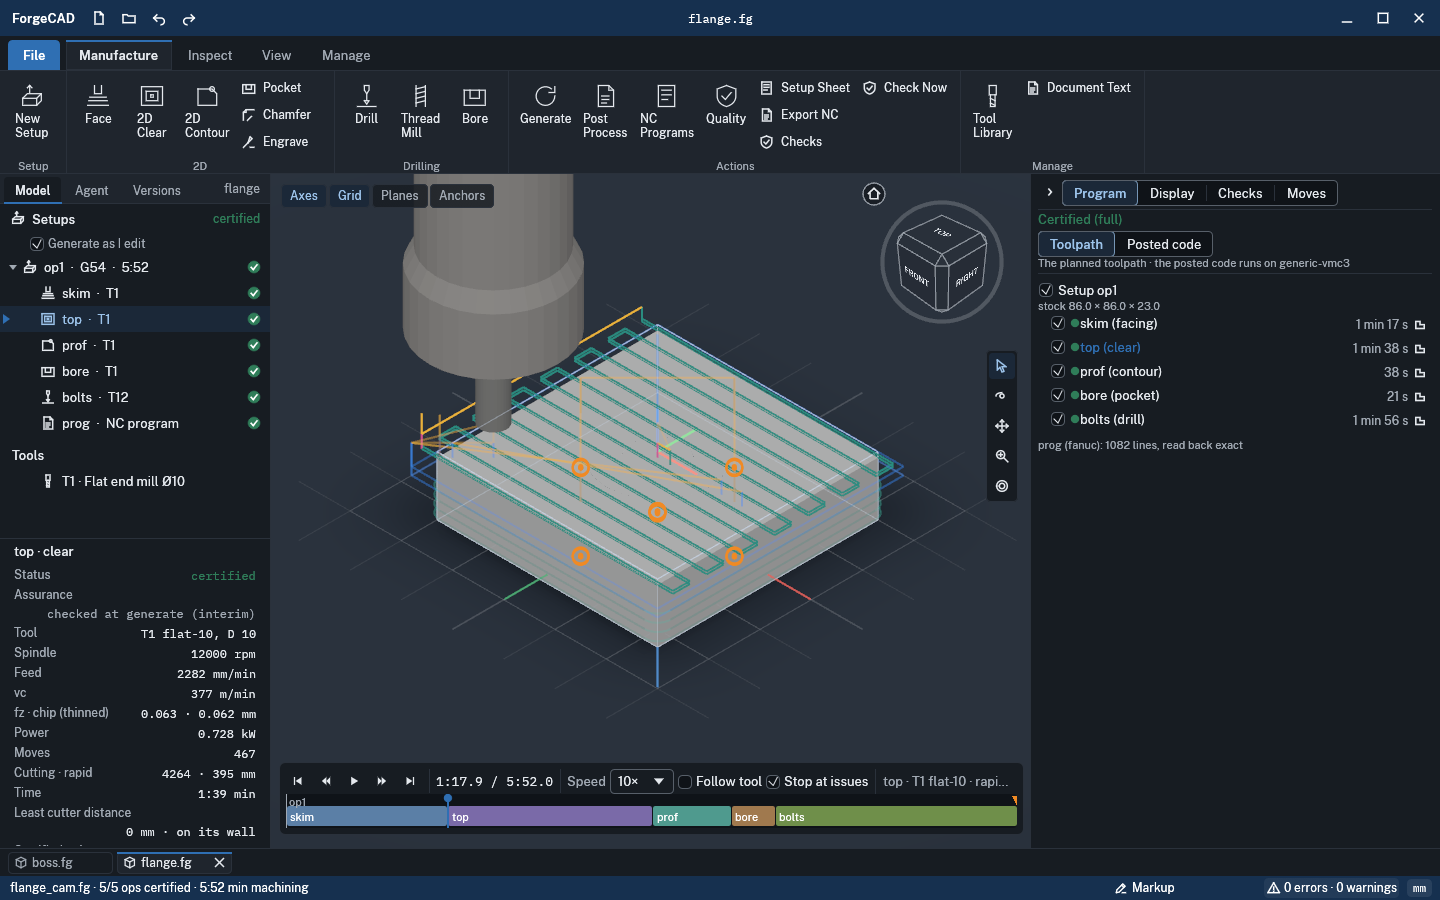 ForgeCAD
flange.fg
File
Manufacture
Inspect
View
Manage
New Setup
Setup
Face
2D Clear
2D Contour
Pocket
Chamfer
Engrave
2D
Drill
Thread Mill
Bore
Drilling
Generate
Post Process
NC Programs
Quality
Setup Sheet
Export NC
Checks
Check Now
Actions
Tool Library
Document Text
Manage
Model
Agent
Versions
flange
Setups
certified
Generate as I edit
op1 · G54 · 5:52
skim · T1
top · T1
prof · T1
bore · T1
bolts · T12
prog · NC program
Tools
T1 · Flat end mill Ø10
top · clear
Status certified
Assurance
checked at generate (interim)
Tool T1 flat-10, D 10
Spindle 12000 rpm
Feed 2282 mm/min
vc 377 m/min
fz · chip (thinned) 0.063 · 0.062 mm
Power 0.728 kW
Moves 467
Cutting · rapid 4264 · 395 mm
Time 1:39 min
Least cutter distance
0 mm · on its wall
Axes
Grid
Planes
Anchors
TOP
FRONT
RIGHT
1:17.9 / 5:52.0
Speed
10×
Follow tool
Stop at issues
top · T1 flat-10 · rapi...
op1
skim
top
prof
bore
bolts
Program
Display
Checks
Moves
Certified (full)
Toolpath
Posted code
The planned toolpath · the posted code runs on generic-vmc3
Setup op1
stock 86.0 × 86.0 × 23.0
skim (facing) 1 min 17 s
top (clear) 1 min 38 s
prof (contour) 38 s
bore (pocket) 21 s
bolts (drill) 1 min 56 s
prog (fanuc): 1082 lines, read back exact
boss.fg
flange.fg
flange_cam.fg · 5/5 ops certified · 5:52 min machining
Markup
0 errors · 0 warnings
mm